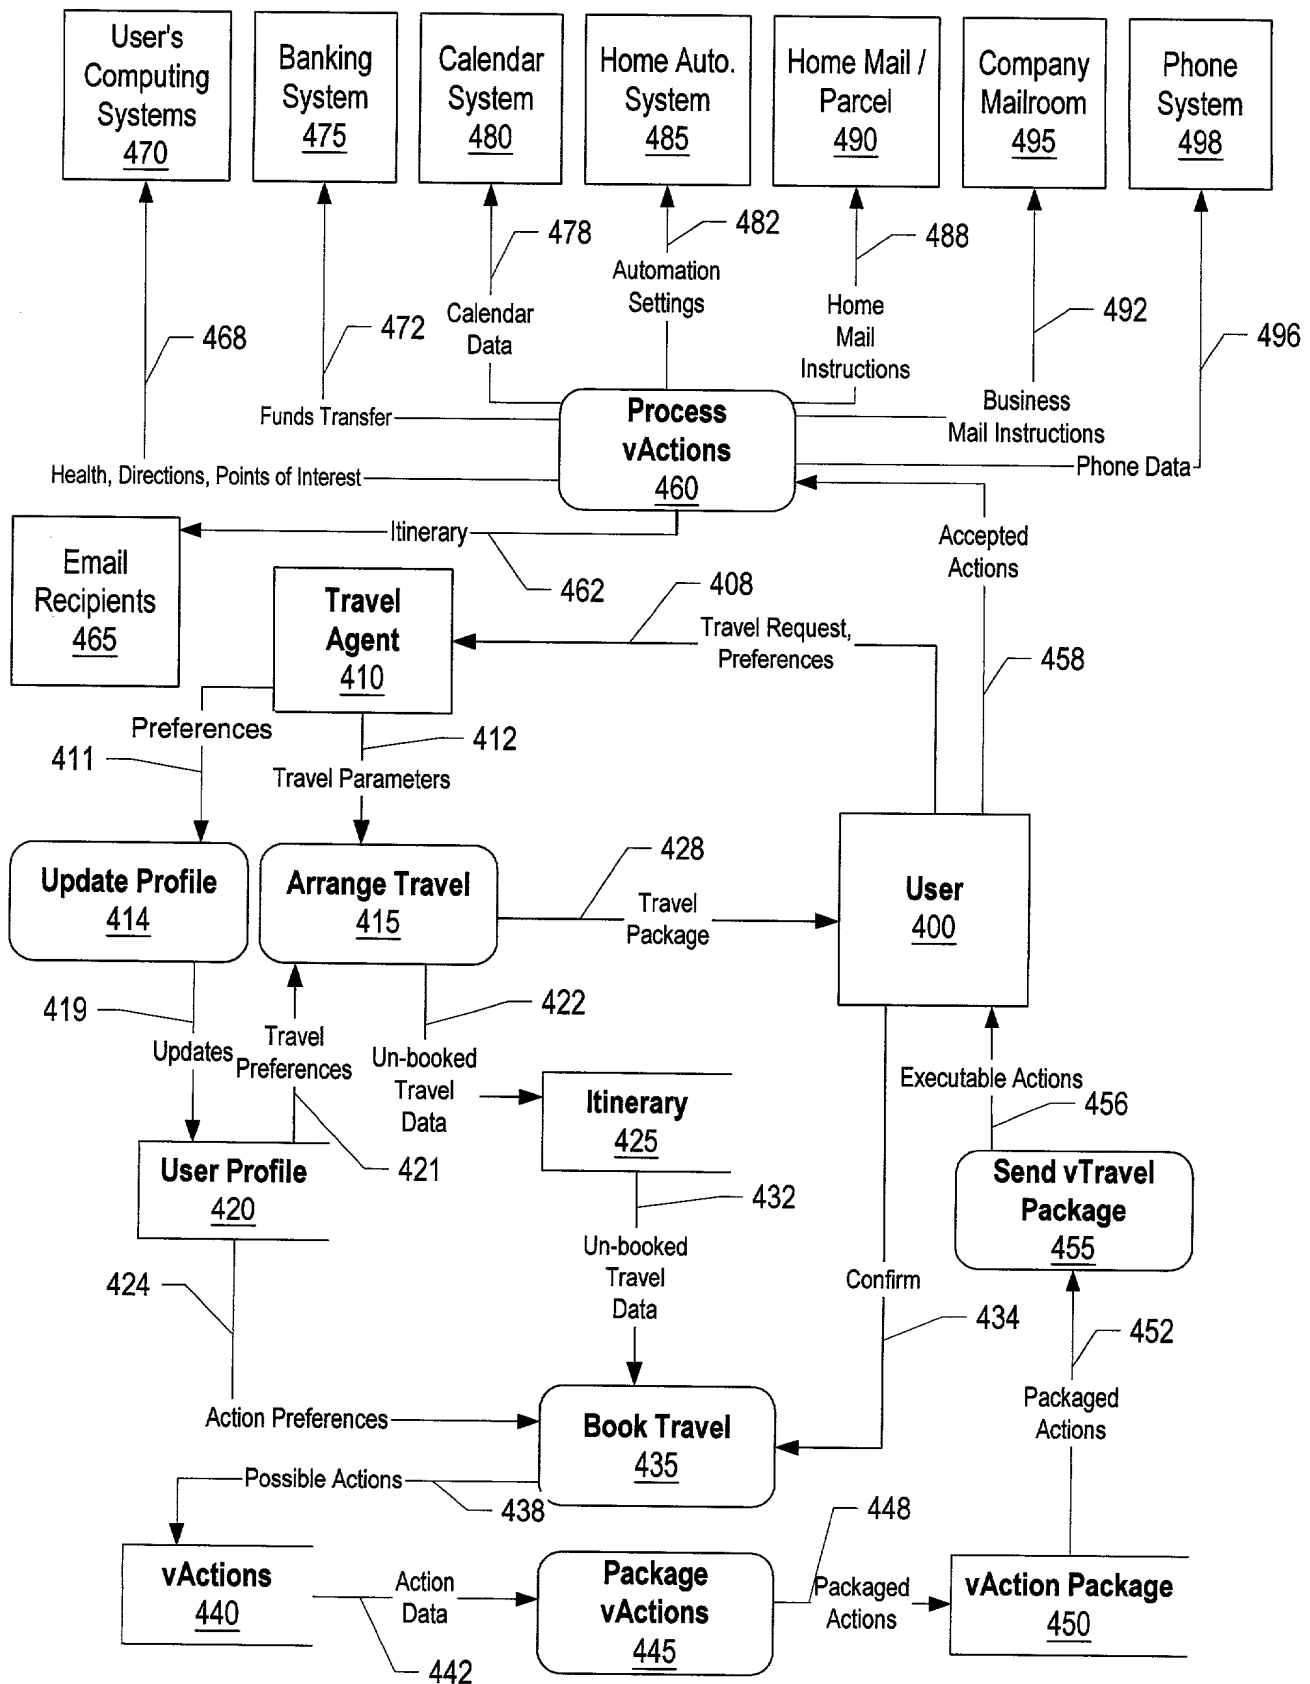 User's
Computing
Systems
470
Banking
System
475
Calendar
System
480
Home Auto.
System
485
Home Mail /
Parcel
490
Company
Mailroom
495
Phone
System
498
468
472
478
482
488
492
496
Calendar
Data
Automation
Settings
Home
Mail
Instructions
Funds Transfer
Business
Mail Instructions
Health, Directions, Points of Interest
Phone Data
Process
vActions
460
Itinerary
462
Accepted
Actions
458
Email
Recipients
465
Travel
Agent
410
408
Travel Request,
Preferences
Preferences
411
412
Travel Parameters
Update Profile
414
Arrange Travel
415
428
Travel
Package
User
400
419
Updates
Travel
Preferences
421
422
Un-booked
Travel
Data
Itinerary
425
Executable Actions
456
User Profile
420
432
Un-booked
Travel
Data
Send vTravel
Package
455
424
Confirm
434
452
Packaged
Actions
Action Preferences
Book Travel
435
Possible Actions
438
448
vActions
440
Action
Data
442
Package
vActions
445
Packaged
Actions
vAction Package
450